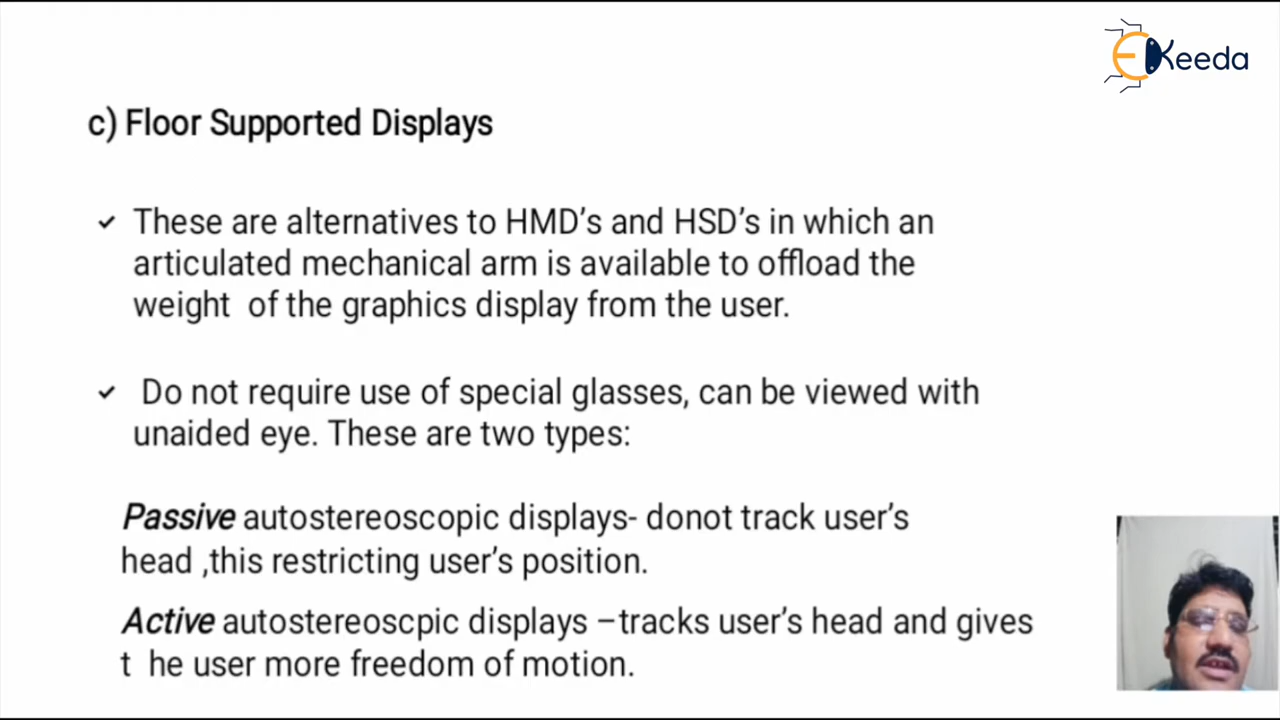 EKeeda
c) Floor Supported Displays
✓ These are alternatives to HMD’s and HSD’s in which an
articulated mechanical arm is available to offload the
weight of the graphics display from the user.
✓ Do not require use of special glasses, can be viewed with
unaided eye. These are two types:
Passive autostereoscopic displays- donot track user’s
head ,this restricting user’s position.
Active autostereoscpic displays –tracks user’s head and gives
t he user more freedom of motion.